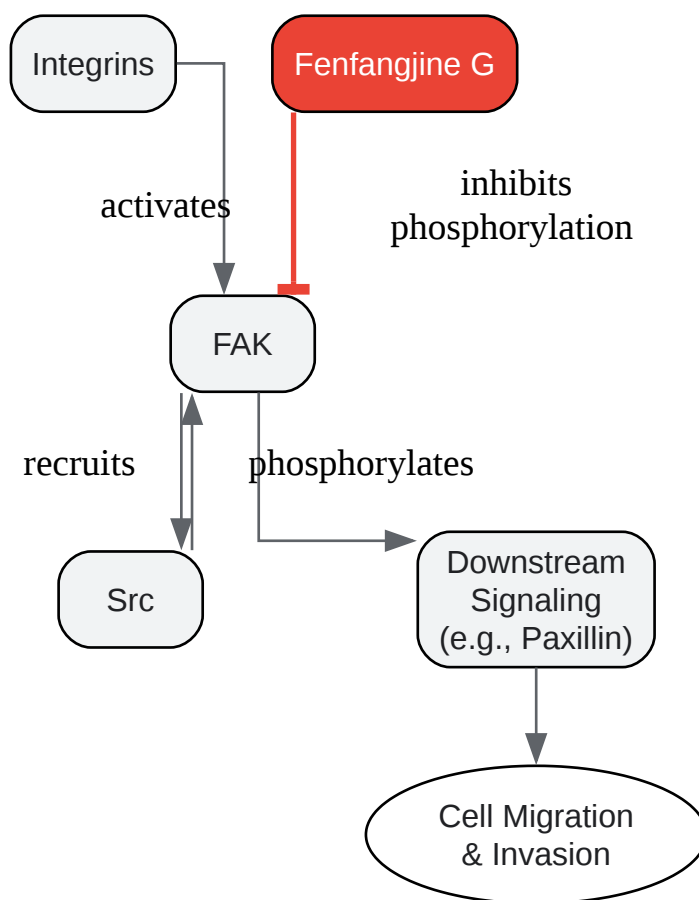 Integrins
Fenfangjine G
activates
inhibits
phosphorylation
FAK
recruits
phosphorylates
Src
Downstream
Signaling
(e.g., Paxillin)
Cell Migration
& Invasion